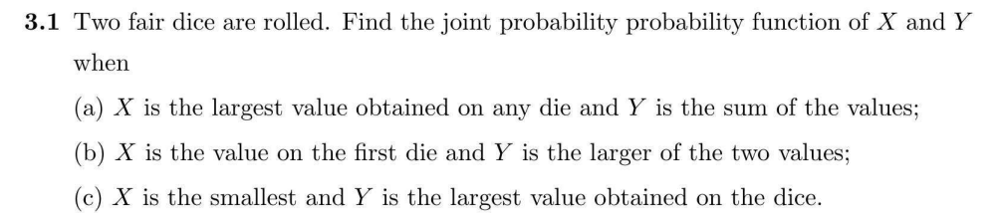 3.1 Two fair dice are rolled. Find the joint probability probability function of X and Y
when
(a) X is the largest value obtained on any die and Y is the sum of the values;
(b) X is the value on the first die and Y is the larger of the two values;
(c) X is the smallest and Y is the largest value obtained on the dice.